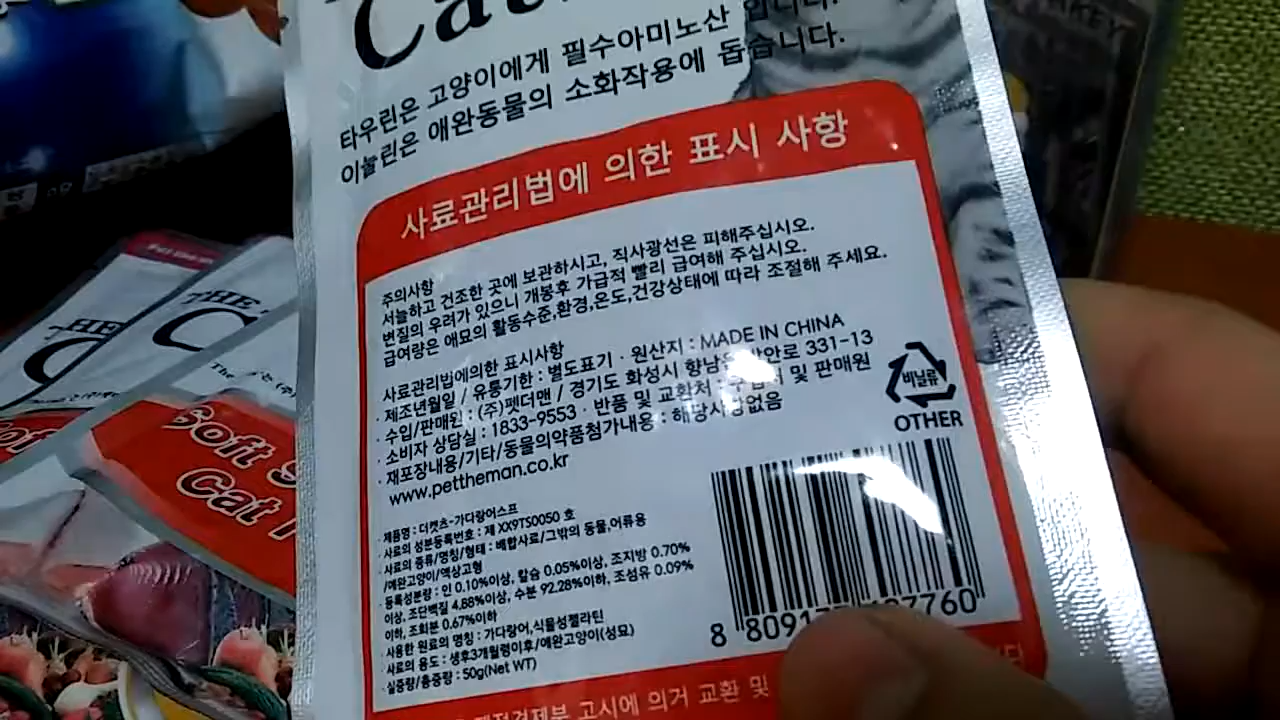 타우린은 고양이에게 필수아미노산 입니다.
이눌린은 애완동물의 소화작용에 돕습니다.
사료관리법에 의한 표시 사항
주의사항
서늘하고 건조한 곳에 보관하시고, 직사광선은 피해주십시오.
변질의 우려가 있으니 개봉후 가급적 빨리 급여해 주십시오.
급여량은 애묘의 활동수준,환경,온도,건강상태에 따라 조절해 주세요.
사료관리법에의한 표시사항
· 제조년월일 / 유통기한 : 별도표기 · 원산지 : MADE IN CHINA
· 수입/판매원 : (주)펫더맨 / 경기도 화성시 향남읍 발안로 331-13
· 소비자 상담실 : 1833-9553 · 반품 및 교환처 : 및 판매원
· 재포장내용/기타/동물의약품첨가내용 : 해당사항없음
www.pettheman.co.kr
비닐류
OTHER
· 제품명 : 더캣츠-가다랑어스프
· 사료의 성분등록번호 : 제 XX9TS0050 호
· 사료의 종류/명칭/형태 : 배합사료/그밖의 동물,어류용
/애완고양이/액상고형
· 등록성분량 : 인 0.10%이상, 칼슘 0.05%이상, 조지방 0.70%
이상, 조단백질 4.88%이상, 수분 92.28%이하, 조섬유 0.09%
이하, 조회분 0.67%이하
· 사용한 원료의 명칭 : 가다랑어,식물성젤라틴
· 사료의 용도 : 생후3개월령이후/애완고양이(성묘)
· 실중량/총중량 : 50g(Net WT)
8 8091 7760
고시에 의거 교환 및
THE
THE
Soft
Cat